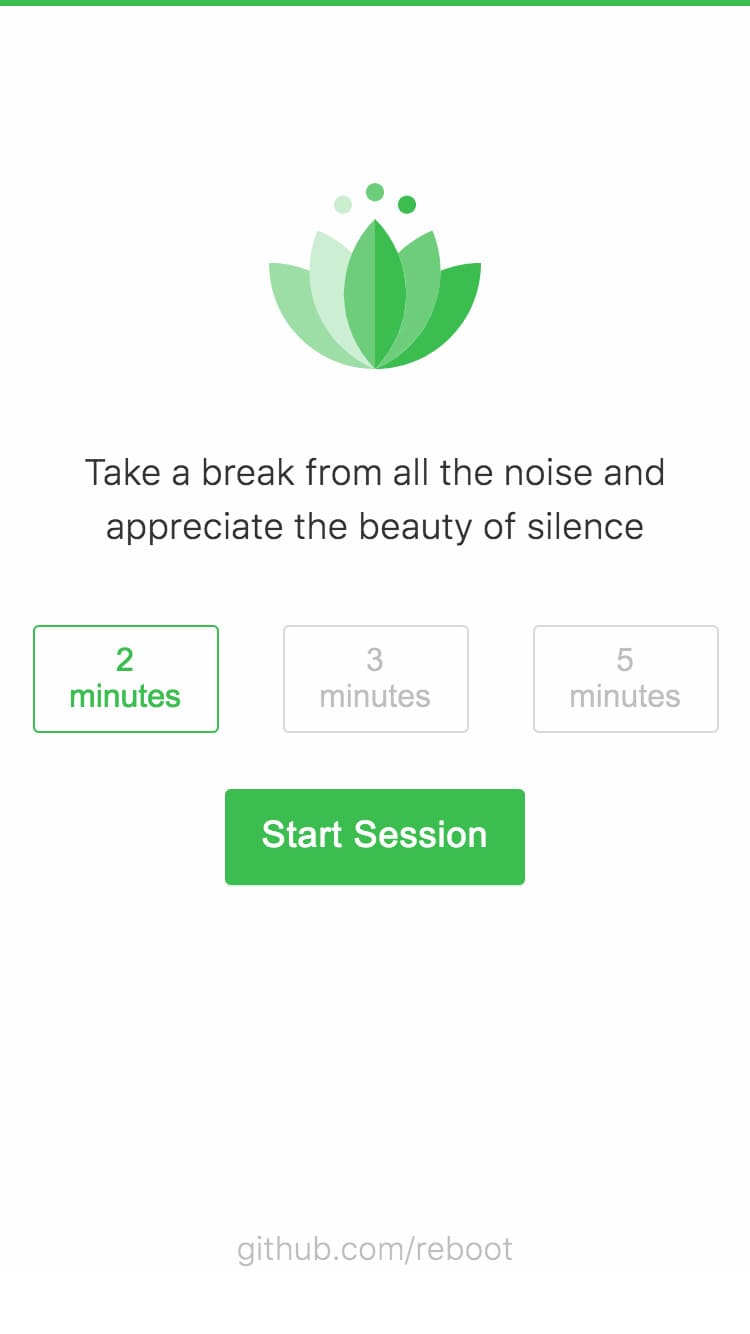 Take a break from all the noise and
appreciate the beauty of silence
2
minutes
3
minutes
5
minutes
Start Session
github.com/reboot